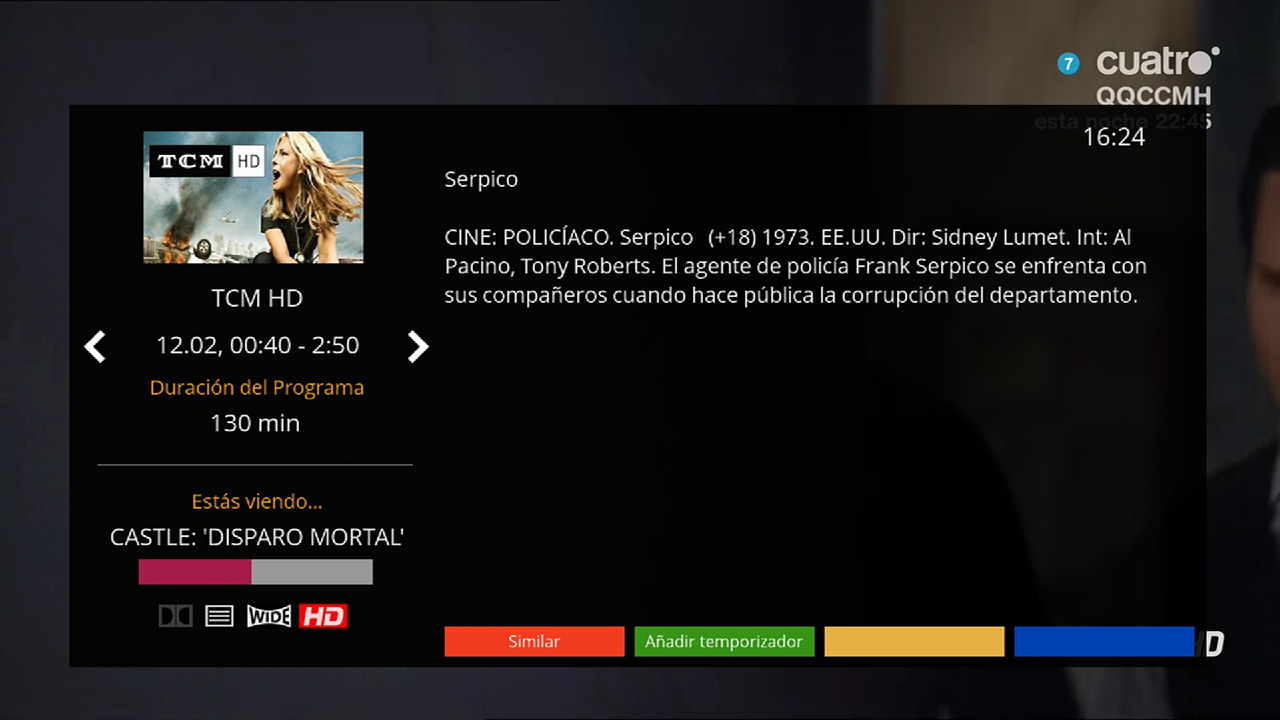 7 cuatro
QQCCMH
esta noche 22:45
16:24
TCM HD
TCM HD
12.02, 00:40 - 2:50
Duración del Programa
130 min
Estás viendo...
CASTLE: 'DISPARO MORTAL'
WIDE HD
Serpico
CINE: POLICÍACO. Serpico (+18) 1973. EE.UU. Dir: Sidney Lumet. Int: Al
Pacino, Tony Roberts. El agente de policía Frank Serpico se enfrenta con
sus compañeros cuando hace pública la corrupción del departamento.
Similar
Añadir temporizador
HD